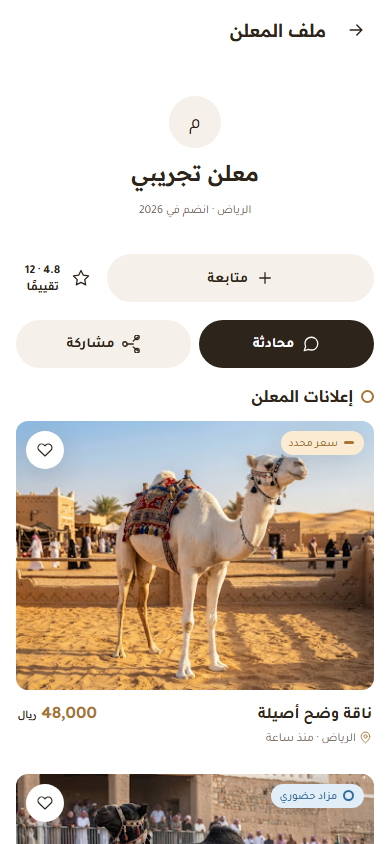 ملف المعلن
م
معلن تجريبي
الرياض · انضم في 2026
متابعة
4.8 · 12
تقييمًا
محادثة
مشاركة
إعلانات المعلن
سعر محدد
ناقة وضح أصيلة
48,000 ريال
الرياض · منذ ساعة
مزاد حضوري